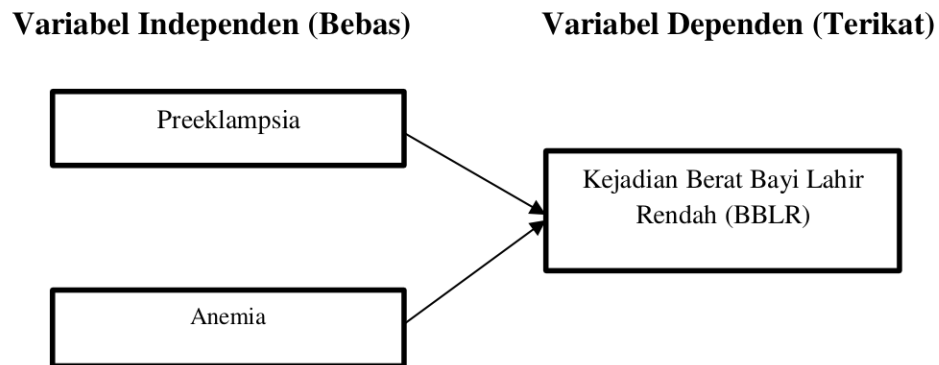 Variabel Independen (Bebas)
Variabel Dependen (Terikat)
Preeklampsia
Kejadian Berat Bayi Lahir
Rendah (BBLR)
Anemia